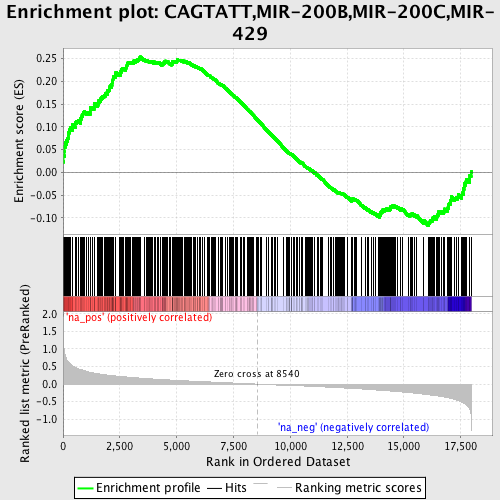 Enrichment plot: CAGTATT,MIR-200B,MIR-200C,MIR-
429
Enrichment score (ES)
0.25
0.20
0.15
0.10
0.05
0.00
-0.05
-0.10
'na_pos' (positively correlated)
Ranked list metric (PreRanked)
2.0
1.5
1.0
0.5
0.0
-0.5
-1.0
Zero cross at 8540
'na_neg' (negatively correlated)
0
2,500
5,000
7,500
10,000
12,500
15,000
17,500
Rank in Ordered Dataset
Enrichment profile
Hits
Ranking metric scores